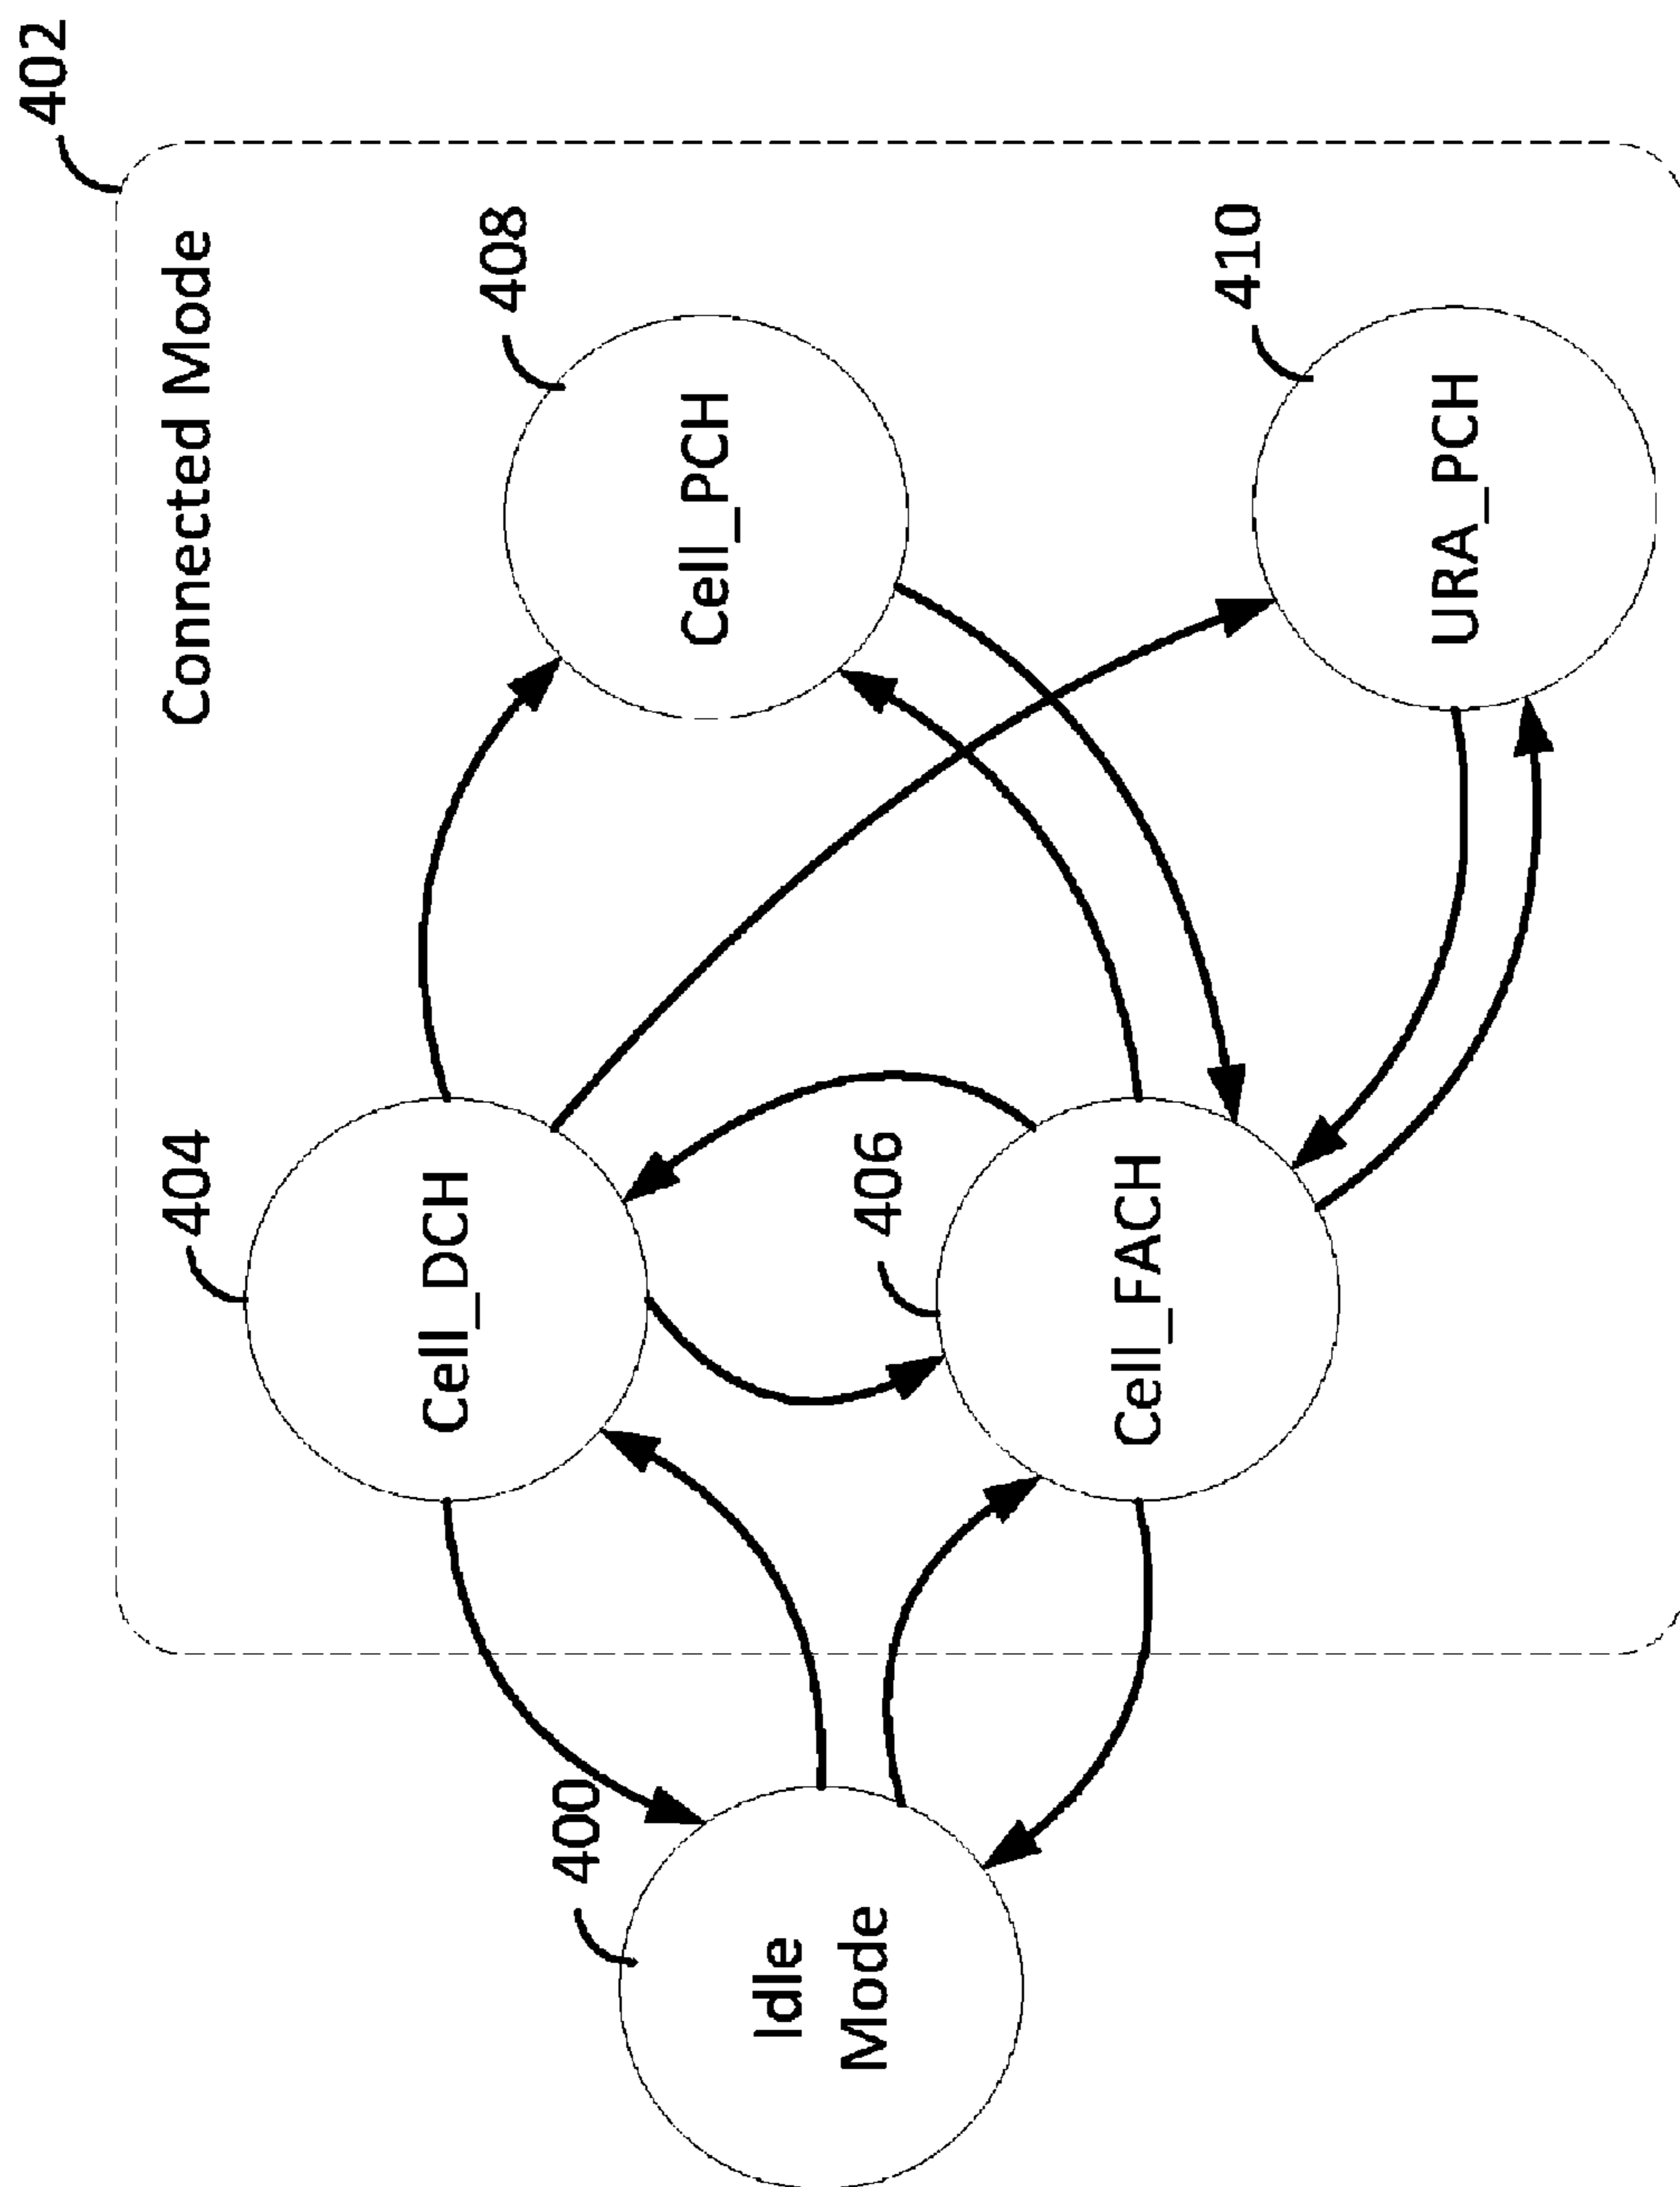 402
Connected Mode
404
Cell_DCH
408
Cell_PCH
400
Idle
Mode
406
Cell_FACH
410
URA_PCH